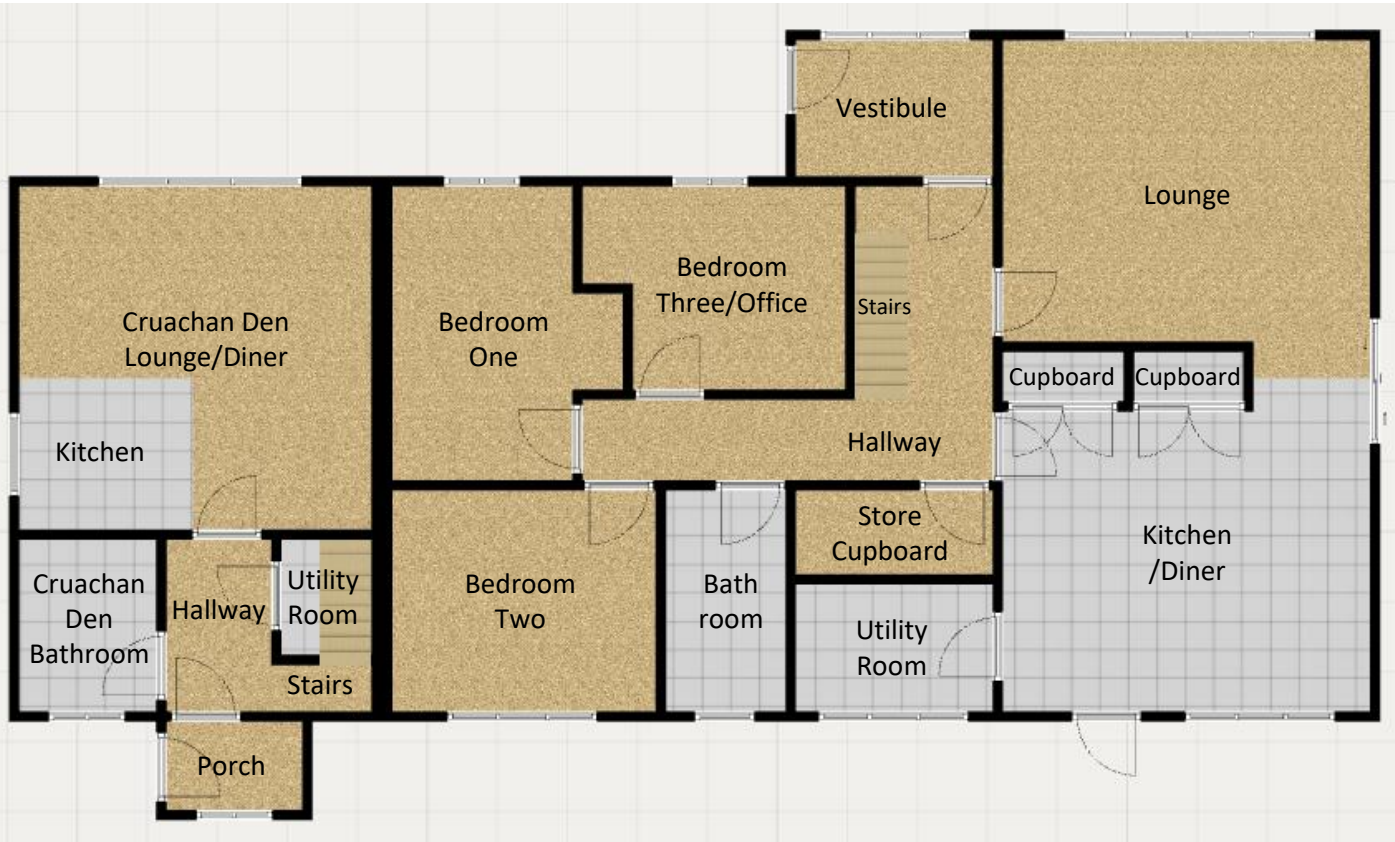 Vestibule
Lounge
Cruachan Den
Lounge/Diner
Bedroom
One
Bedroom
Three/Office
Stairs
Cupboard
Cupboard
Kitchen
Hallway
Store
Cupboard
Kitchen
/Diner
Cruachan
Den
Bathroom
Hallway
Utility
Room
Bedroom
Two
Bath
room
Utility
Room
Stairs
Porch